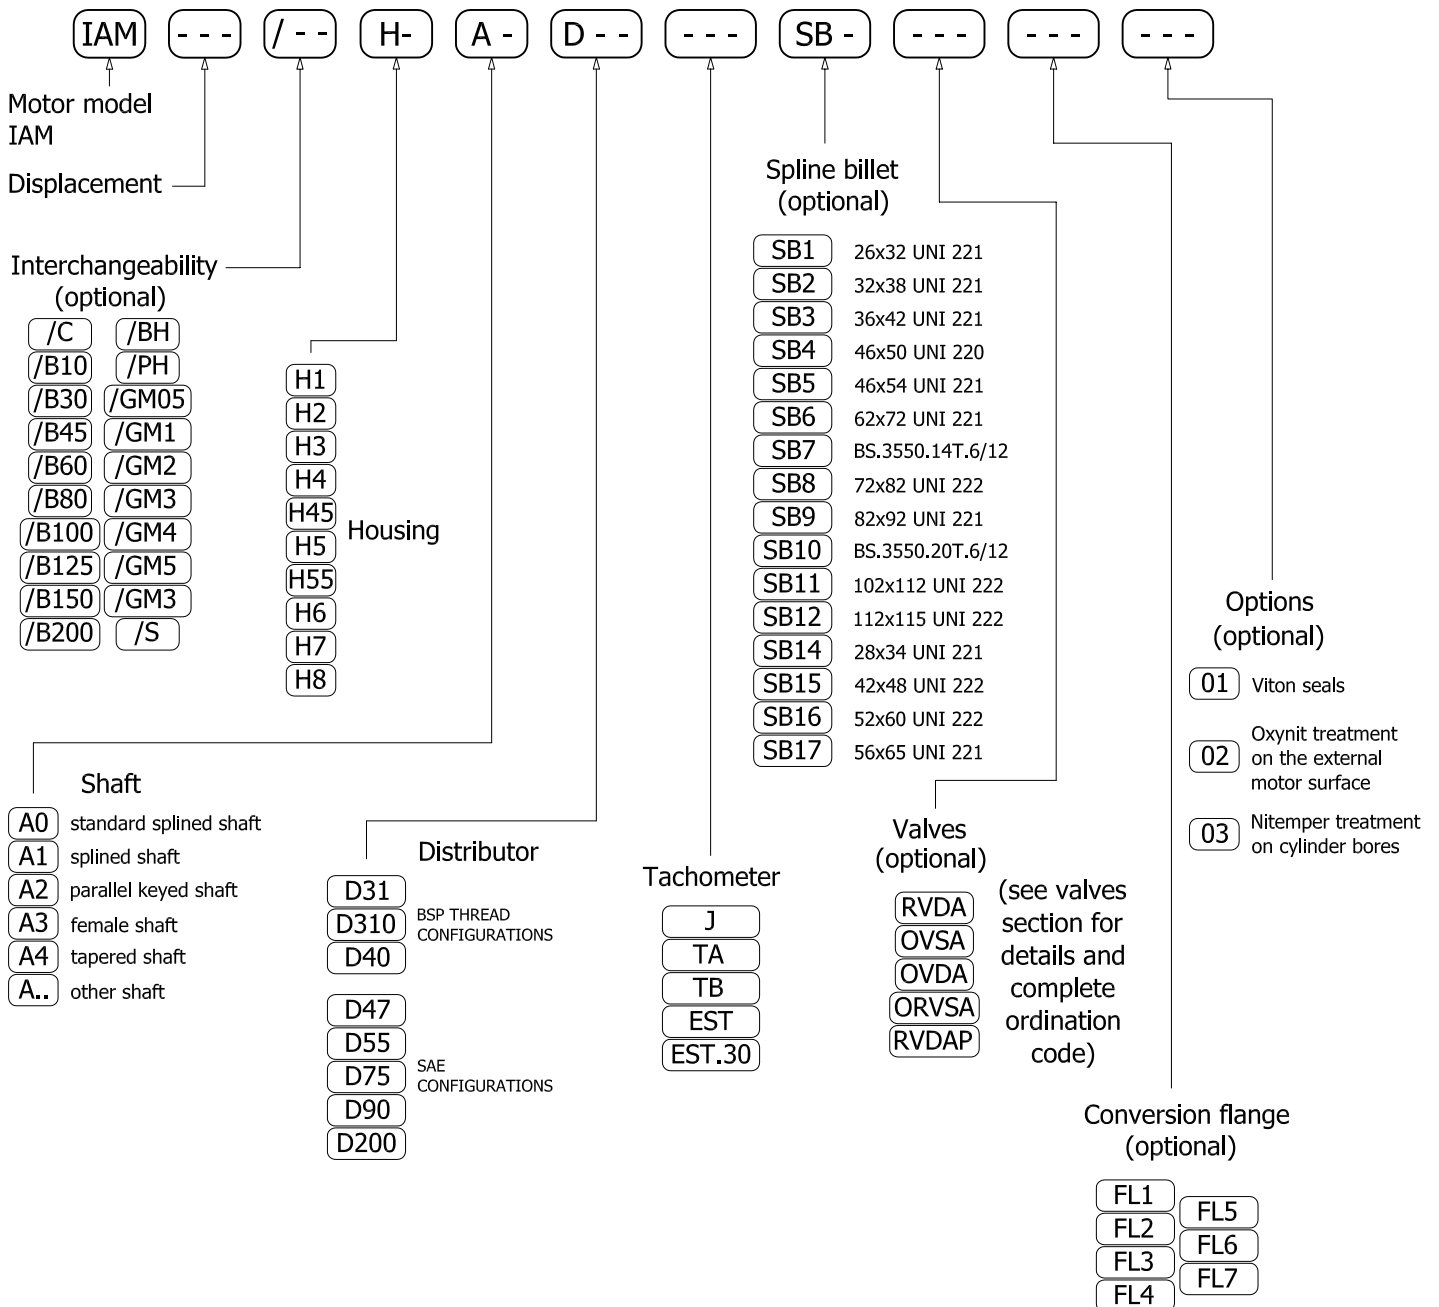 IAM - - - / - - H- A - D - - - - - SB - - - - - - - - - -
Motor model
IAM
Displacement
Interchangeability
(optional)
/C /BH
/B10 /PH
/B30 /GM05
/B45 /GM1
/B60 /GM2
/B80 /GM3
/B100 /GM4
/B125 /GM5
/B150 /GM3
/B200 /S
H1
H2
H3
H4
H45
H5
H55
H6
H7
H8
Housing
Shaft
A0 standard splined shaft
A1 splined shaft
A2 parallel keyed shaft
A3 female shaft
A4 tapered shaft
A.. other shaft
Distributor
D31
D310
D40
BSP THREAD
CONFIGURATIONS
D47
D55
D75
D90
D200
SAE
CONFIGURATIONS
Tachometer
J
TA
TB
EST
EST.30
Spline billet
(optional)
SB1 26x32 UNI 221
SB2 32x38 UNI 221
SB3 36x42 UNI 221
SB4 46x50 UNI 220
SB5 46x54 UNI 221
SB6 62x72 UNI 221
SB7 BS.3550.14T.6/12
SB8 72x82 UNI 222
SB9 82x92 UNI 221
SB10 BS.3550.20T.6/12
SB11 102x112 UNI 222
SB12 112x115 UNI 222
SB14 28x34 UNI 221
SB15 42x48 UNI 222
SB16 52x60 UNI 222
SB17 56x65 UNI 221
Valves
(optional)
RVDA
OVSA
OVDA
ORVSA
RVDAP
(see valves
section for
details and
complete
ordination
code)
Conversion flange
(optional)
FL1
FL2
FL3
FL4
FL5
FL6
FL7
Options
(optional)
01 Viton seals
02 Oxynit treatment
on the external
motor surface
03 Nitemper treatment
on cylinder bores